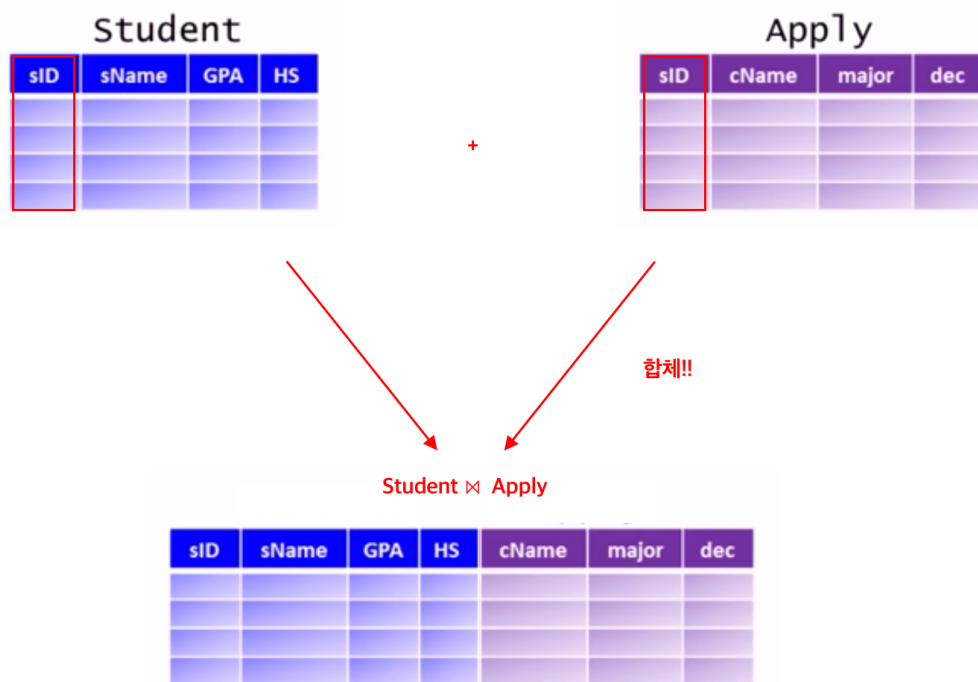 Student
Apply
sID sName GPA HS
sID cName major dec
+
합체!!
Student ⋈ Apply
sID sName GPA HS cName major dec